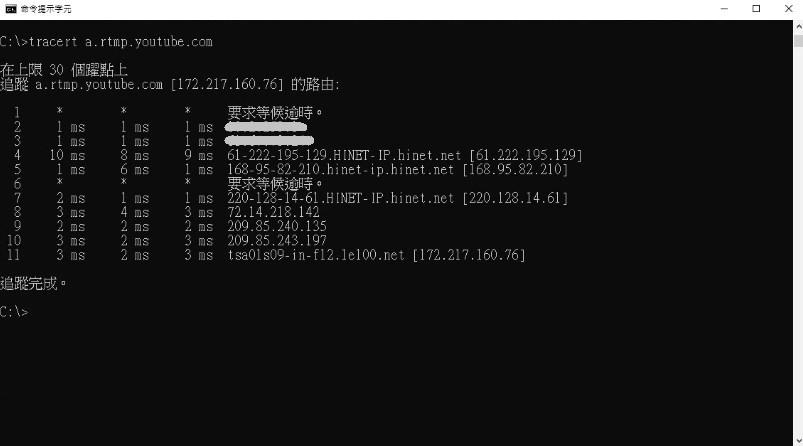 命令提示字元
C:\>tracert a.rtmp.youtube.com
在上限 30 個躍點上
追蹤 a.rtmp.youtube.com [172.217.160.76] 的路由:
1 * * * 要求等候逾時。
2 1 ms 1 ms 1 ms
3 1 ms 1 ms 1 ms
4 10 ms 8 ms 9 ms 61-222-195-129.HINET-IP.hinet.net [61.222.195.129]
5 1 ms 6 ms 1 ms 168-95-82-210.hinet-ip.hinet.net [168.95.82.210]
6 * * * 要求等候逾時。
7 2 ms 1 ms 1 ms 220-128-14-61.HINET-IP.hinet.net [220.128.14.61]
8 3 ms 4 ms 3 ms 72.14.218.142
9 2 ms 2 ms 2 ms 209.85.240.135
10 3 ms 2 ms 3 ms 209.85.243.197
11 3 ms 2 ms 3 ms tsa01s09-in-f12.1e100.net [172.217.160.76]
追蹤完成。
C:\>